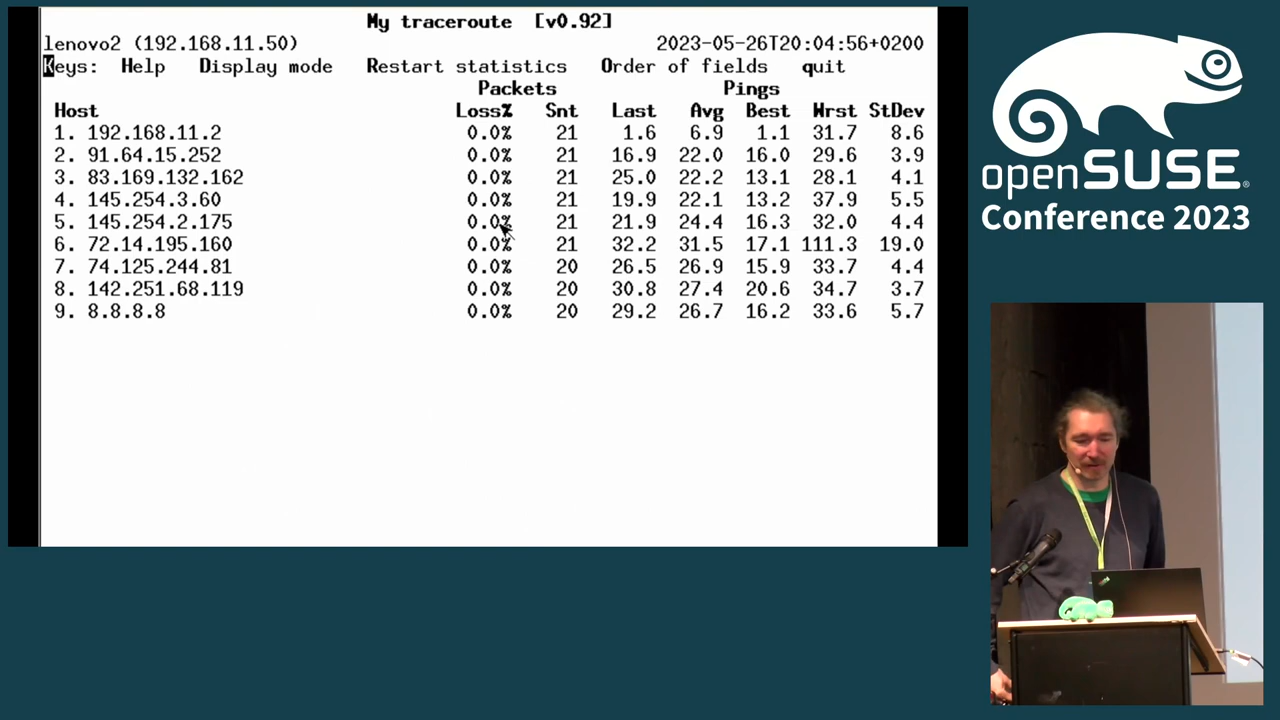 My traceroute [v0.92]
lenovo2 (192.168.11.50) 2023-05-26T20:04:56+0200
Keys: Help Display mode Restart statistics Order of fields quit
Packets Pings
Host Loss% Snt Last Avg Best Wrst StDev
1. 192.168.11.2 0.0% 21 1.6 6.9 1.1 31.7 8.6
2. 91.64.15.252 0.0% 21 16.9 22.0 16.0 29.6 3.9
3. 83.169.132.162 0.0% 21 25.0 22.2 13.1 28.1 4.1
4. 145.254.3.60 0.0% 21 19.9 22.1 13.2 37.9 5.5
5. 145.254.2.175 0.0% 21 21.9 24.4 16.3 32.0 4.4
6. 72.14.195.160 0.0% 21 32.2 31.5 17.1 111.3 19.0
7. 74.125.244.81 0.0% 20 26.5 26.9 15.9 33.7 4.4
8. 142.251.68.119 0.0% 20 30.8 27.4 20.6 34.7 3.7
9. 8.8.8.8 0.0% 20 29.2 26.7 16.2 33.6 5.7
openSUSE®
Conference 2023